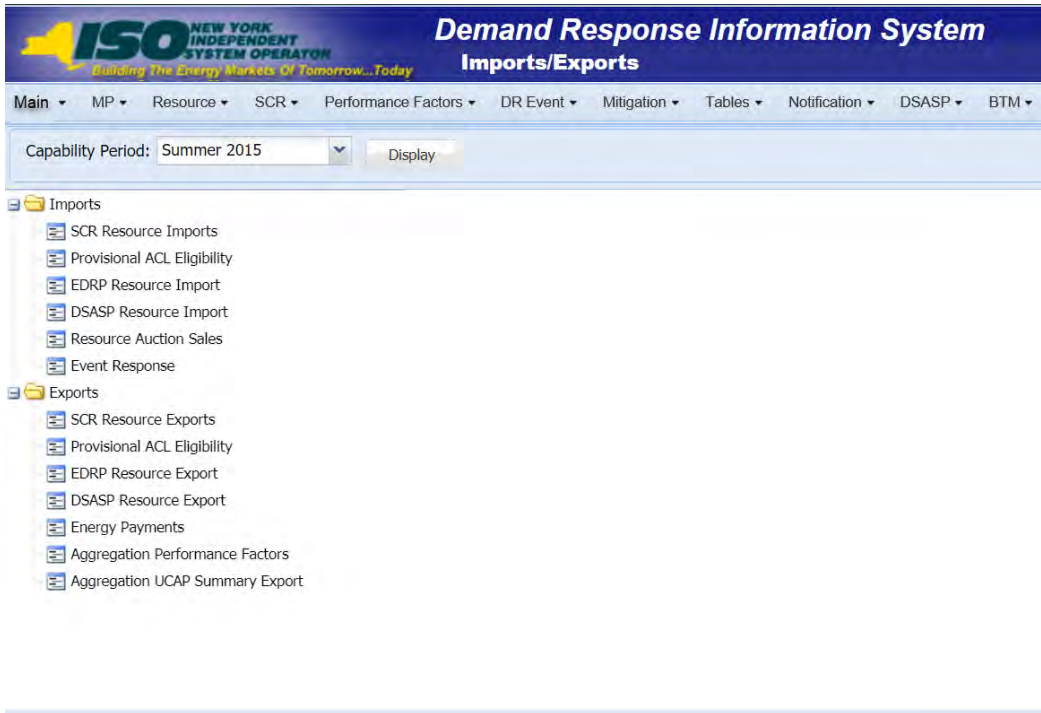 ISO NEW YORK
INDEPENDENT
SYSTEM OPERATOR
Building The Energy Markets Of Tomorrow...Today
Demand Response Information System
Imports/Exports
Main MP Resource SCR Performance Factors DR Event Mitigation Tables Notification DSASP BTM
Capability Period: Summer 2015 Display
Imports
SCR Resource Imports
Provisional ACL Eligibility
EDRP Resource Import
DSASP Resource Import
Resource Auction Sales
Event Response
Exports
SCR Resource Exports
Provisional ACL Eligibility
EDRP Resource Export
DSASP Resource Export
Energy Payments
Aggregation Performance Factors
Aggregation UCAP Summary Export